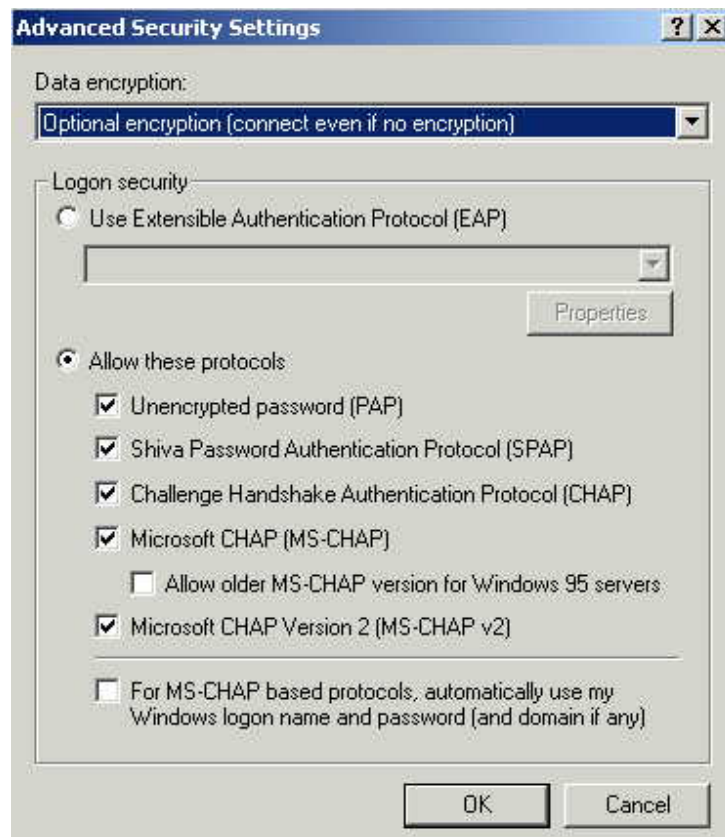 Advanced Security Settings
Data encryption:
Optional encryption (connect even if no encryption)
Logon security
Use Extensible Authentication Protocol (EAP)
Properties
Allow these protocols
Unencrypted password (PAP)
Shiva Password Authentication Protocol (SPAP)
Challenge Handshake Authentication Protocol (CHAP)
Microsoft CHAP (MS-CHAP)
Allow older MS-CHAP version for Windows 95 servers
Microsoft CHAP Version 2 (MS-CHAP v2)
For MS-CHAP based protocols, automatically use my
Windows logon name and password (and domain if any)
OK Cancel